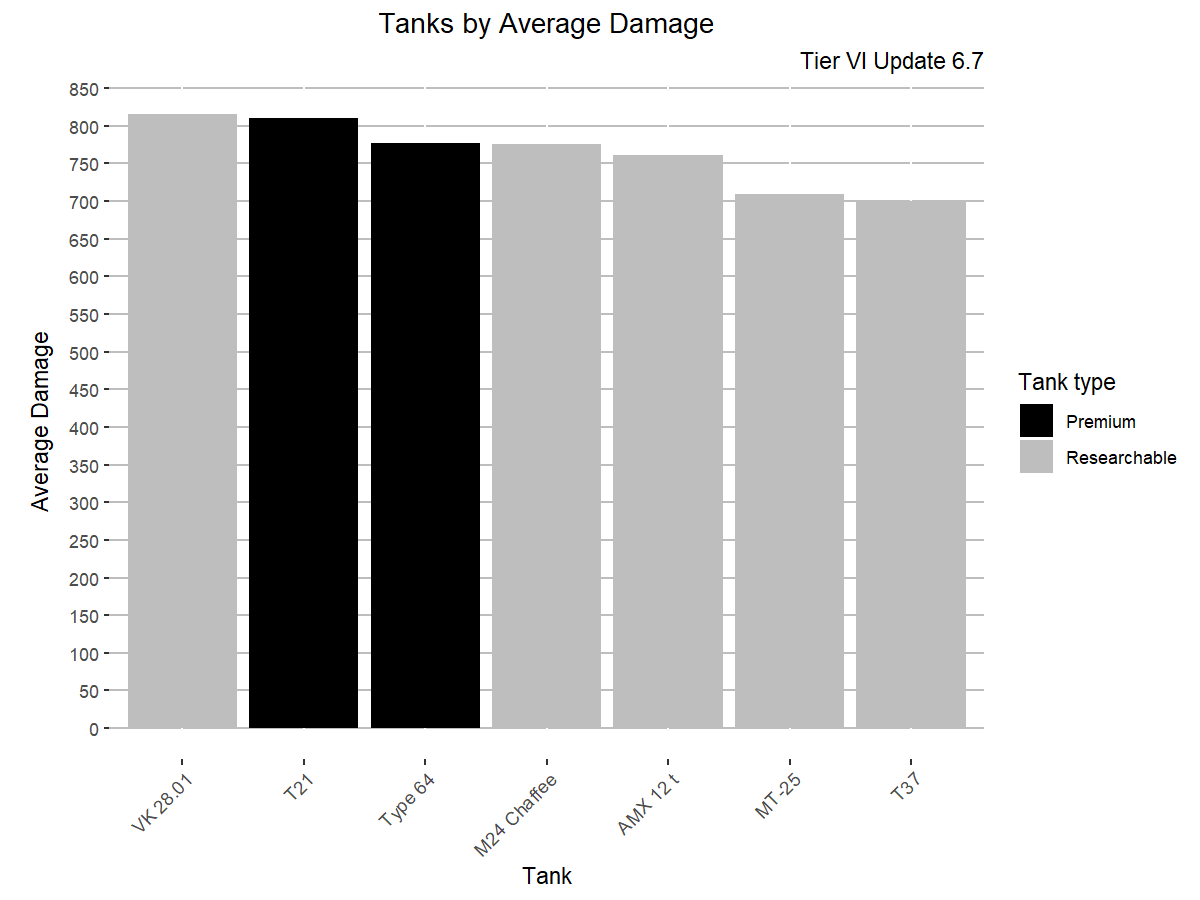 Tanks by Average Damage
Tier VI Update 6.7
850
800
750
700
650
600
550
500
450
400
350
300
250
200
150
100
50
0
Average Damage
VK 28.01
T21
Type 64
M24 Chaffee
AMX 12 t
MT-25
T37
Tank
Tank type
Premium
Researchable